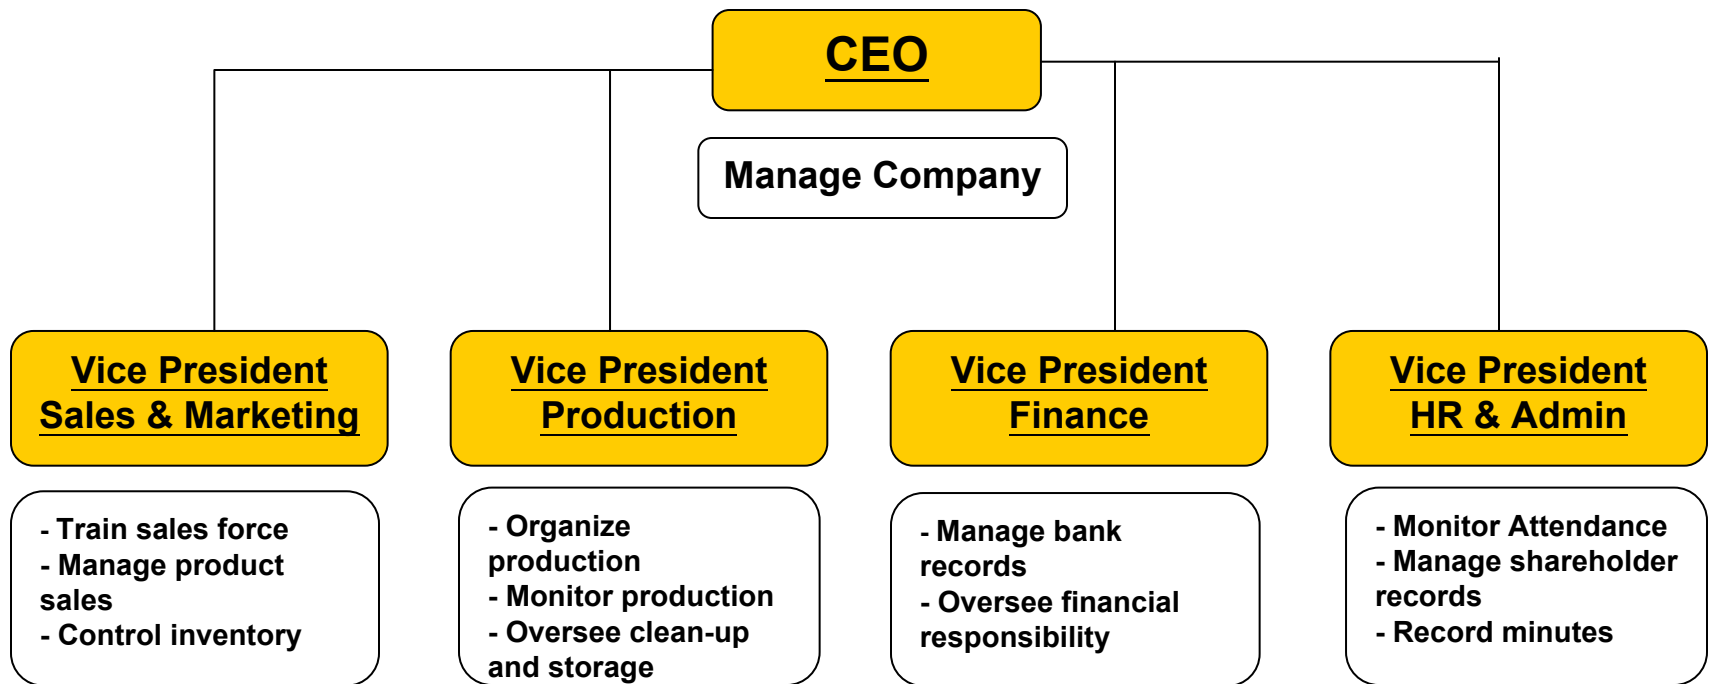 CEO
Manage Company
Vice President
Sales & Marketing
- Train sales force
- Manage product
sales
- Control inventory
Vice President
Production
- Organize
production
- Monitor production
- Oversee clean-up
and storage
Vice President
Finance
- Manage bank
records
- Oversee financial
responsibility
Vice President
HR & Admin
- Monitor Attendance
- Manage shareholder
records
- Record minutes